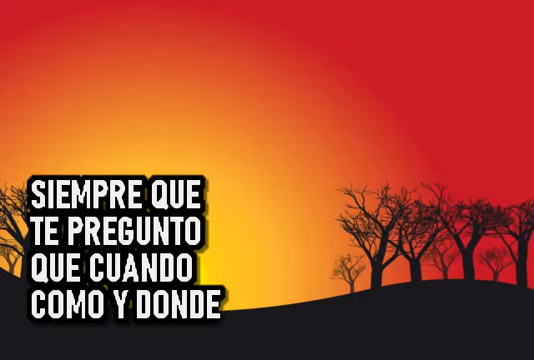 SIEMPRE QUE
TE PREGUNTO
QUE CUANDO
COMO Y DONDE